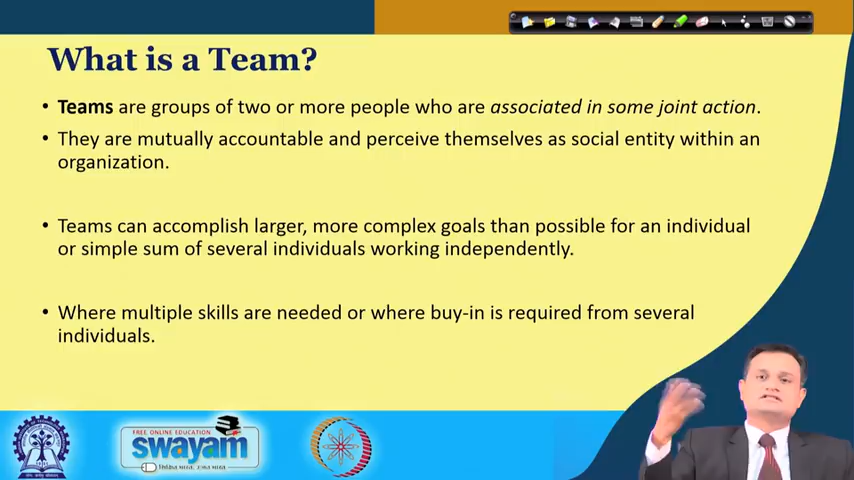 What is a Team?
• Teams are groups of two or more people who are associated in some joint action.
• They are mutually accountable and perceive themselves as social entity within an
organization.
• Teams can accomplish larger, more complex goals than possible for an individual
or simple sum of several individuals working independently.
• Where multiple skills are needed or where buy-in is required from several
individuals.
FREE ONLINE EDUCATION
swayam